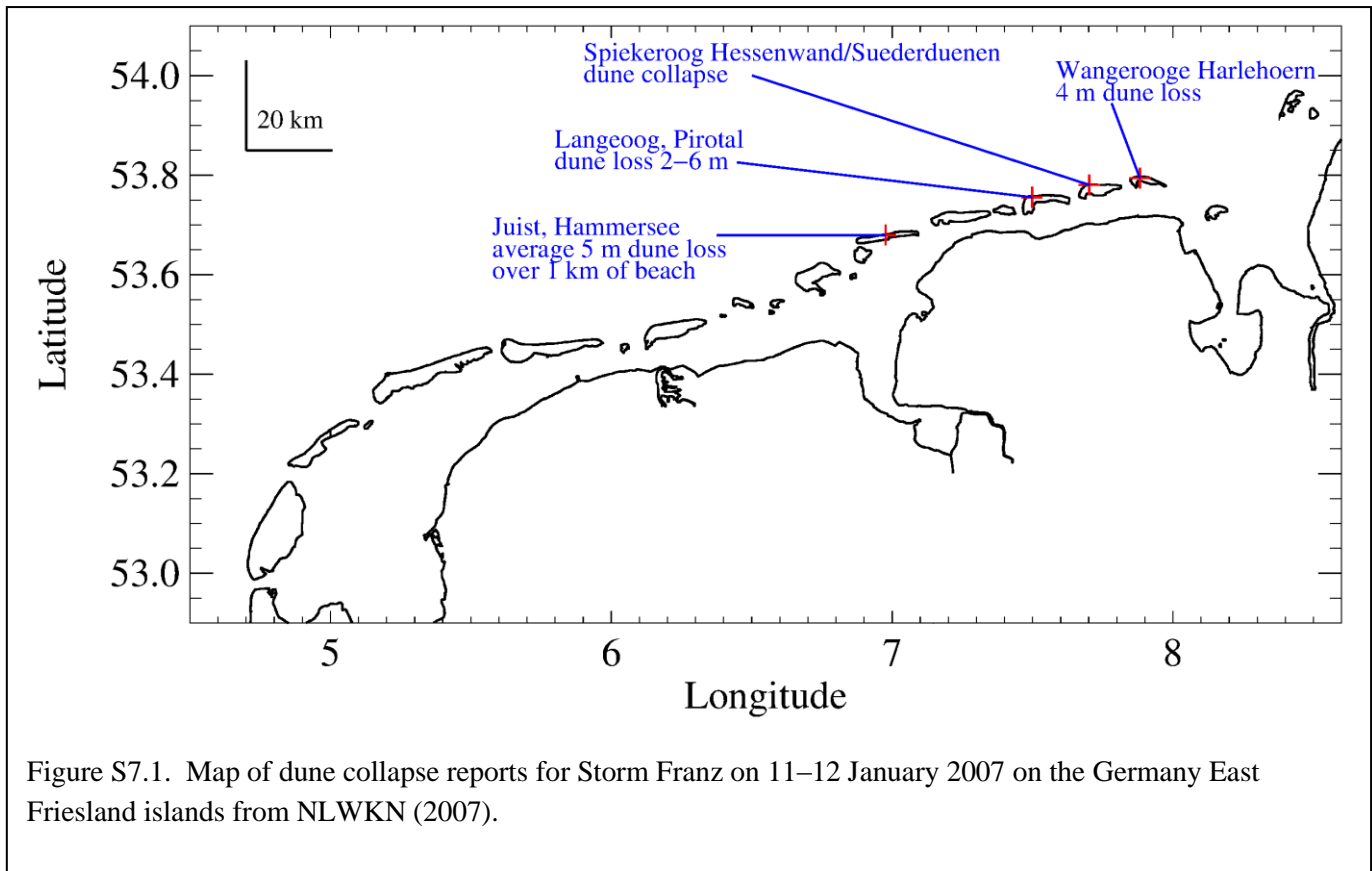 Spiekeroog Hessenwand/Suederduenen
dune collapse
Wangerooge Harlehoern
4 m dune loss
20 km
Langeoog, Pirotal
dune loss 2–6 m
Juist, Hammersee
average 5 m dune loss
over 1 km of beach
54.0
53.8
53.6
53.4
53.2
53.0
Latitude
5 6 7 8
Longitude
Figure S7.1. Map of dune collapse reports for Storm Franz on 11–12 January 2007 on the Germany East
Friesland islands from NLWKN (2007).